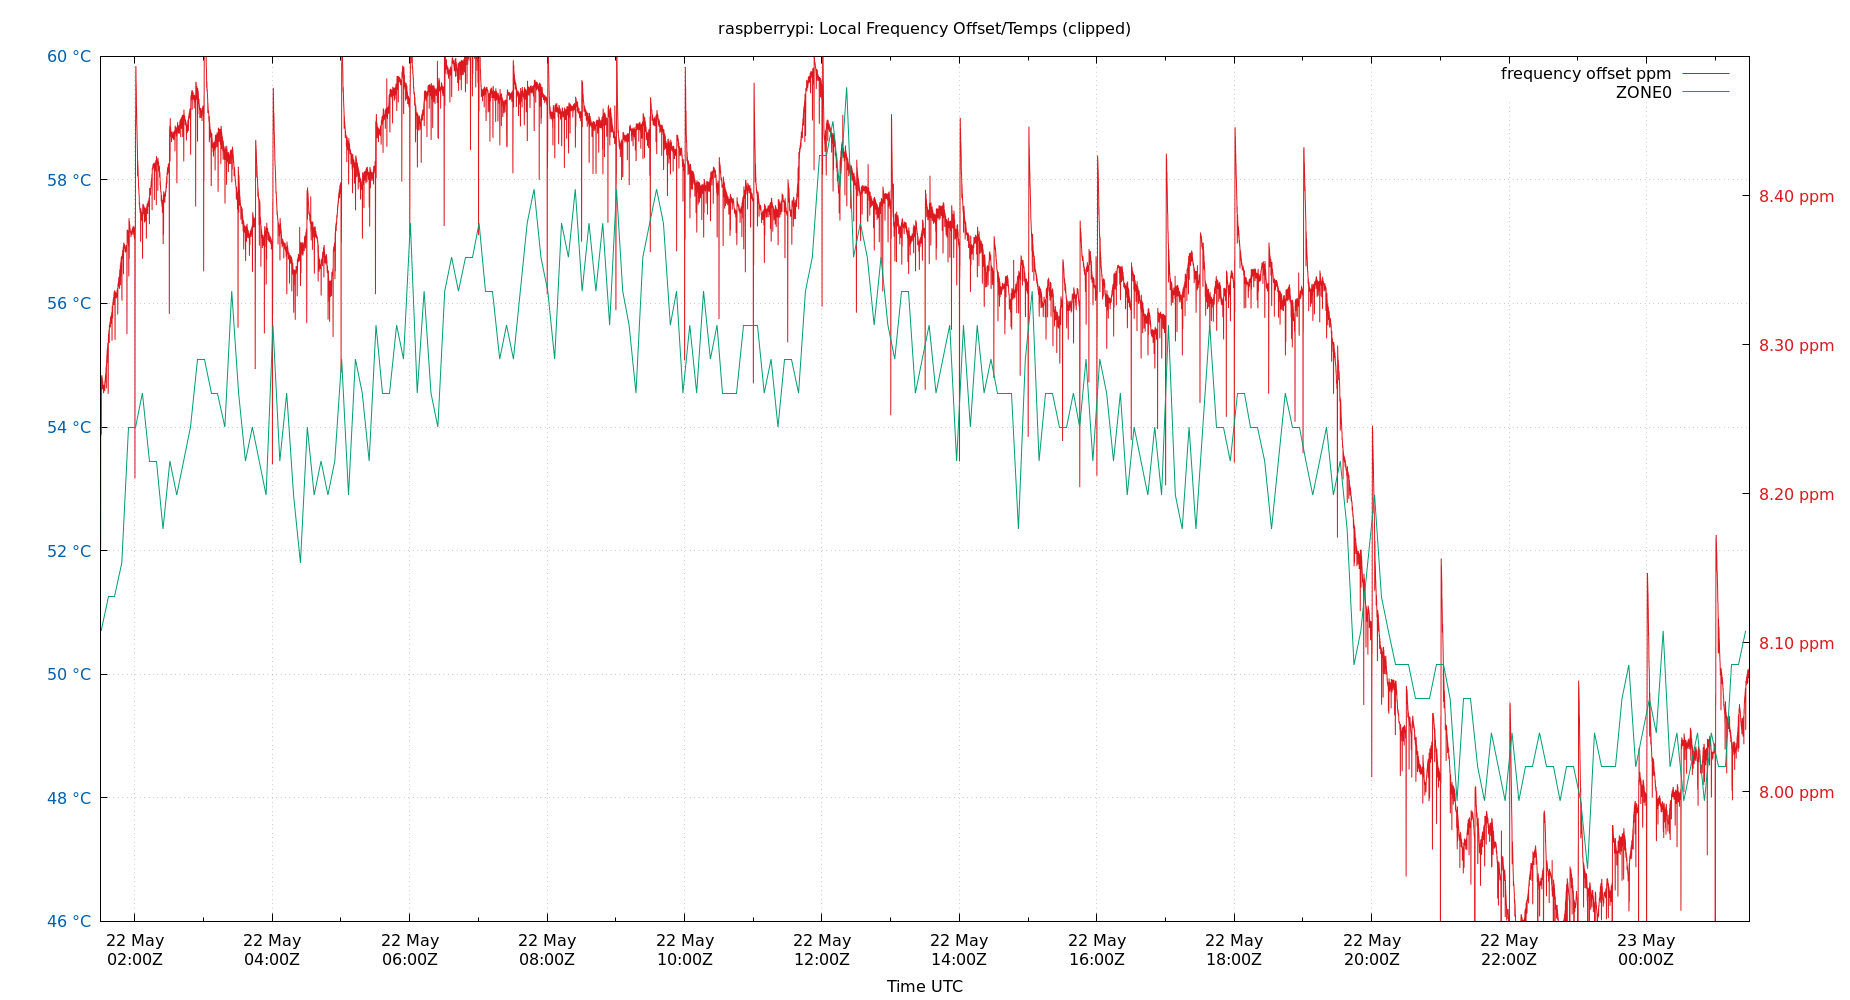 raspberrypi: Local Frequency Offset/Temps (clipped)
60 °C
58 °C
56 °C
54 °C
52 °C
50 °C
48 °C
46 °C
frequency offset ppm
ZONE0
8.40 ppm
8.30 ppm
8.20 ppm
8.10 ppm
8.00 ppm
22 May 22 May 22 May 22 May 22 May 22 May 22 May 22 May 22 May 22 May 22 May 23 May
02:00Z 04:00Z 06:00Z 08:00Z 10:00Z 12:00Z 14:00Z 16:00Z 18:00Z 20:00Z 22:00Z 00:00Z
Time UTC